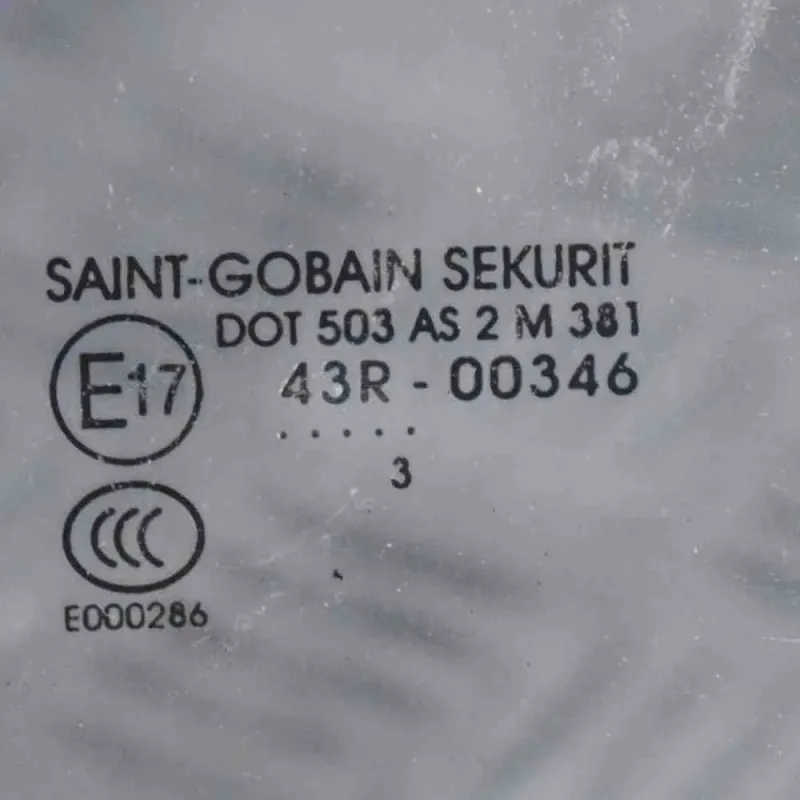 SAINT-GOBAIN SEKURIT
DOT 503 AS 2 M 381
E17
43R - 00346
.....
3
CCC
E000286